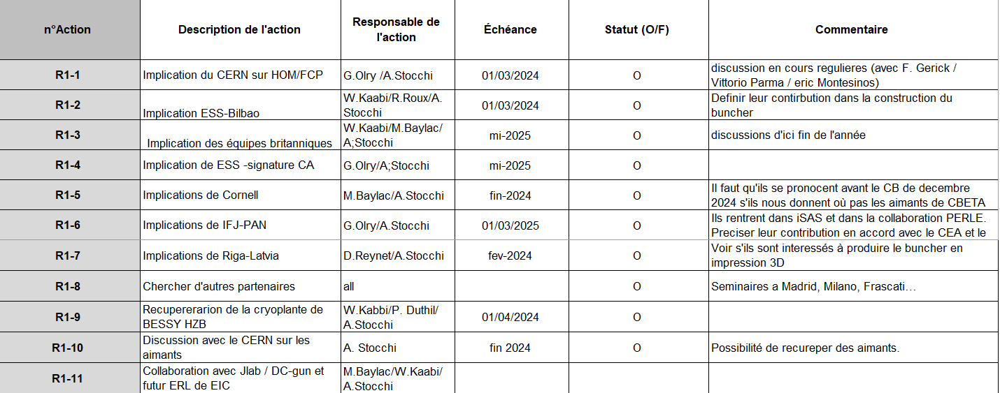 n°Action Description de l'action Responsable de l'action Échéance Statut (O/F) Commentaire
R1-1 Implication du CERN sur HOM/FCP G.Olry /A.Stocchi 01/03/2024 O discussion en cours regulieres (avec F. Gerick / Vittorio Parma / eric Montesinos)
R1-2 Implication ESS-Bilbao W.Kaabi/R.Roux/A. Stocchi 01/03/2024 O Definir leur contirbution dans la construction du buncher
R1-3 Implication des équipes britanniques W.Kaabi/M.Baylac/ A;Stocchi mi-2025 O discussions d'ici fin de l'année
R1-4 Implication de ESS -signature CA G.Olry/A;Stocchi mi-2025 O
R1-5 Implications de Cornell M.Baylac/A.Stocchi fin-2024 O Il faut qu'ils se pronocent avant le CB de decembre 2024 s'ils nous donnent où pas les aimants de CBETA
R1-6 Implications de IFJ-PAN G.Olry/A.Stocchi 01/03/2025 O Ils rentrent dans iSAS et dans la collaboration PERLE. Preciser leur contribution en accord avec le CEA et le
R1-7 Implications de Riga-Latvia D.Reynet/A.Stocchi fev-2024 O Voir s'ils sont interessés à produire le buncher en impression 3D
R1-8 Chercher d'autres partenaires all O Seminaires a Madrid, Milano, Frascati…
R1-9 Recupererarion de la cryoplante de BESSY HZB W.Kabbi/P. Duthil/ A.Stocchi 01/04/2024 O
R1-10 Discussion avec le CERN sur les aimants A. Stocchi fin 2024 O Possibilité de recureper des aimants.
R1-11 Collaboration avec Jlab / DC-gun et futur ERL de EIC M.Baylac/W.Kaabi/ A.Stocchi